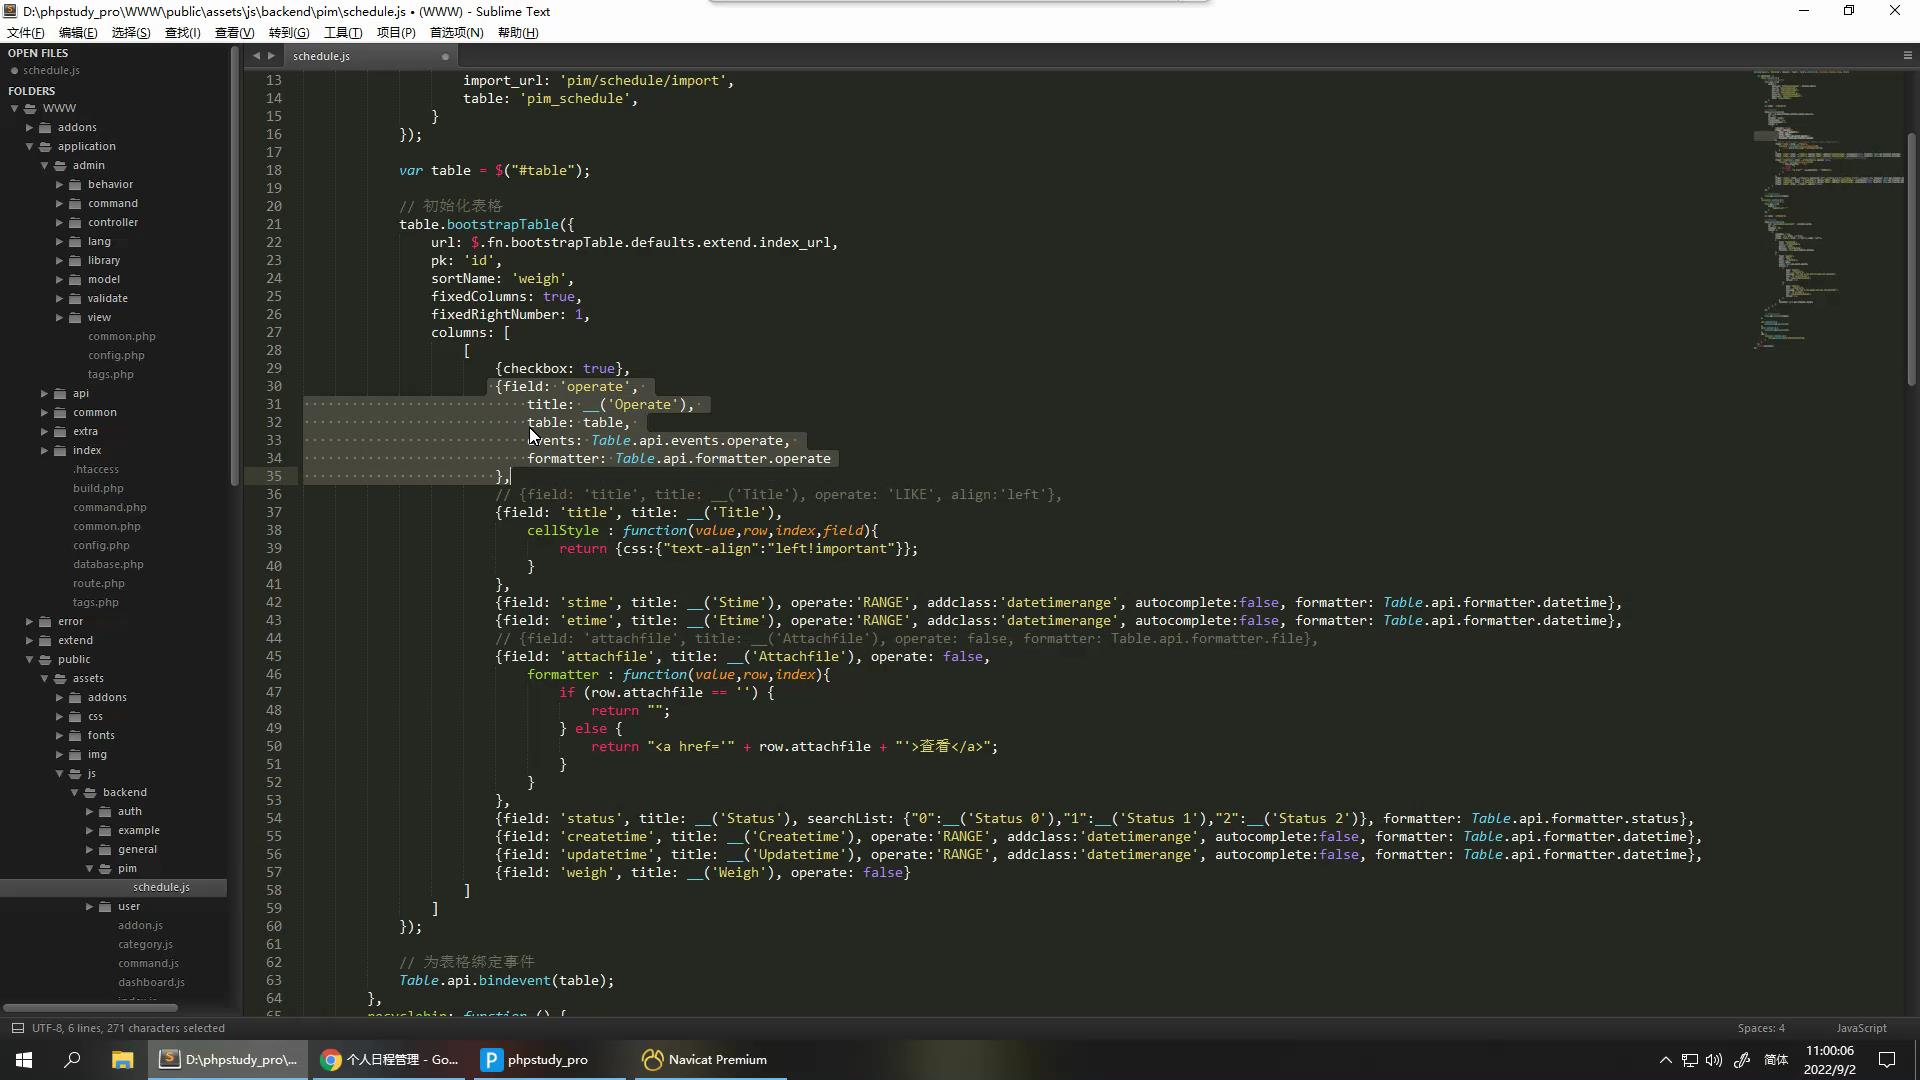 D:\phpstudy_pro\WWW\public\assets\js\backend\pim\schedule.js • (WWW) - Sublime Text
文件(F) 编辑(E) 选择(S) 查找(I) 查看(V) 转到(G) 工具(T) 项目(P) 首选项(N) 帮助(H)
OPEN FILES
schedule.js
FOLDERS
WWW
addons
application
admin
behavior
command
controller
lang
library
model
validate
view
common.php
config.php
tags.php
api
common
extra
index
.htaccess
build.php
command.php
common.php
config.php
database.php
route.php
tags.php
error
extend
public
assets
addons
css
fonts
img
js
backend
auth
example
general
pim
schedule.js
user
addon.js
category.js
command.js
dashboard.js
schedule.js
13 import_url: 'pim/schedule/import',
14 table: 'pim_schedule',
15 }
16 });
17
18 var table = $("#table");
19
20 // 初始化表格
21 table.bootstrapTable({
22 url: $.fn.bootstrapTable.defaults.extend.index_url,
23 pk: 'id',
24 sortName: 'weigh',
25 fixedColumns: true,
26 fixedRightNumber: 1,
27 columns: [
28 [
29 {checkbox: true},
30 {field: 'operate',
31 title: __('Operate'),
32 table: table,
33 events: Table.api.events.operate,
34 formatter: Table.api.formatter.operate
35 },
36 // {field: 'title', title: __('Title'), operate: 'LIKE', align:'left'},
37 {field: 'title', title: __('Title'),
38 cellStyle : function(value,row,index,field){
39 return {css:{"text-align":"left!important"}};
40 }
41 },
42 {field: 'stime', title: __('Stime'), operate:'RANGE', addclass:'datetimerange', autocomplete:false, formatter: Table.api.formatter.datetime},
43 {field: 'etime', title: __('Etime'), operate:'RANGE', addclass:'datetimerange', autocomplete:false, formatter: Table.api.formatter.datetime},
44 // {field: 'attachfile', title: __('Attachfile'), operate: false, formatter: Table.api.formatter.file},
45 {field: 'attachfile', title: __('Attachfile'), operate: false,
46 formatter : function(value,row,index){
47 if (row.attachfile == '') {
48 return "";
49 } else {
50 return "<a href='" + row.attachfile + "'>查看</a>";
51 }
52 }
53 },
54 {field: 'status', title: __('Status'), searchList: {"0":__('Status 0'),"1":__('Status 1'),"2":__('Status 2')}, formatter: Table.api.formatter.status},
55 {field: 'createtime', title: __('Createtime'), operate:'RANGE', addclass:'datetimerange', autocomplete:false, formatter: Table.api.formatter.datetime},
56 {field: 'updatetime', title: __('Updatetime'), operate:'RANGE', addclass:'datetimerange', autocomplete:false, formatter: Table.api.formatter.datetime},
57 {field: 'weigh', title: __('Weigh'), operate: false}
58 ]
59 ]
60 });
61
62 // 为表格绑定事件
63 Table.api.bindevent(table);
64 },
65 recyclebin: function () {
UTF-8, 6 lines, 271 characters selected
Spaces: 4 JavaScript
D:\phpstudy_pro\... 个人日程管理 - Go... phpstudy_pro Navicat Premium
简体
11:00:06
2022/9/2